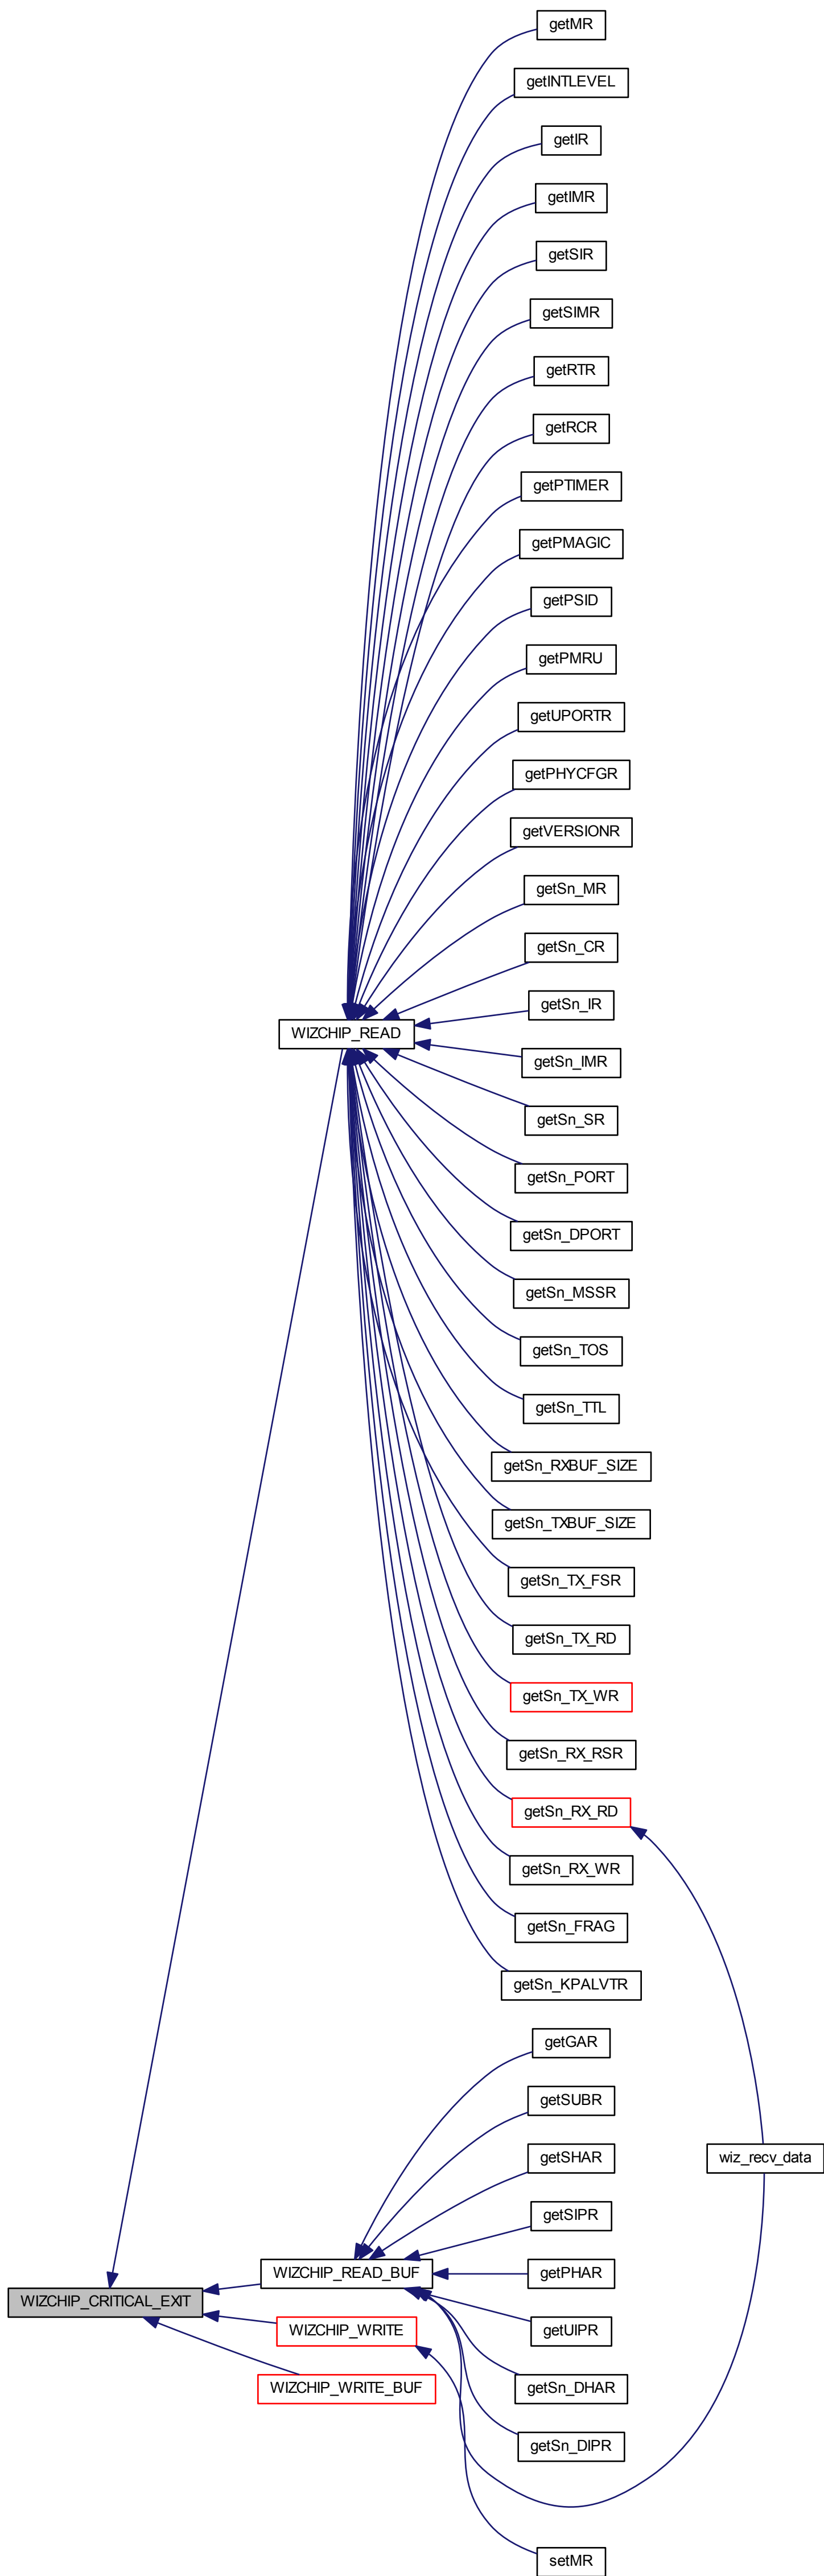 getMR
getINTLEVEL
getIR
getIMR
getSIR
getSIMR
getRTR
getRCR
getPTIMER
getPMAGIC
getPSID
getPMRU
getUPORTR
getPHYCFGR
getVERSIONR
getSn_MR
getSn_CR
getSn_IR
WIZCHIP_READ
getSn_IMR
getSn_SR
getSn_PORT
getSn_DPORT
getSn_MSSR
getSn_TOS
getSn_TTL
getSn_RXBUF_SIZE
getSn_TXBUF_SIZE
getSn_TX_FSR
getSn_TX_RD
getSn_TX_WR
getSn_RX_RSR
getSn_RX_RD
getSn_RX_WR
getSn_FRAG
getSn_KPALVTR
getGAR
getSUBR
getSHAR
wiz_recv_data
getSIPR
WIZCHIP_READ_BUF
getPHAR
WIZCHIP_CRITICAL_EXIT
WIZCHIP_WRITE
getUIPR
WIZCHIP_WRITE_BUF
getSn_DHAR
getSn_DIPR
setMR